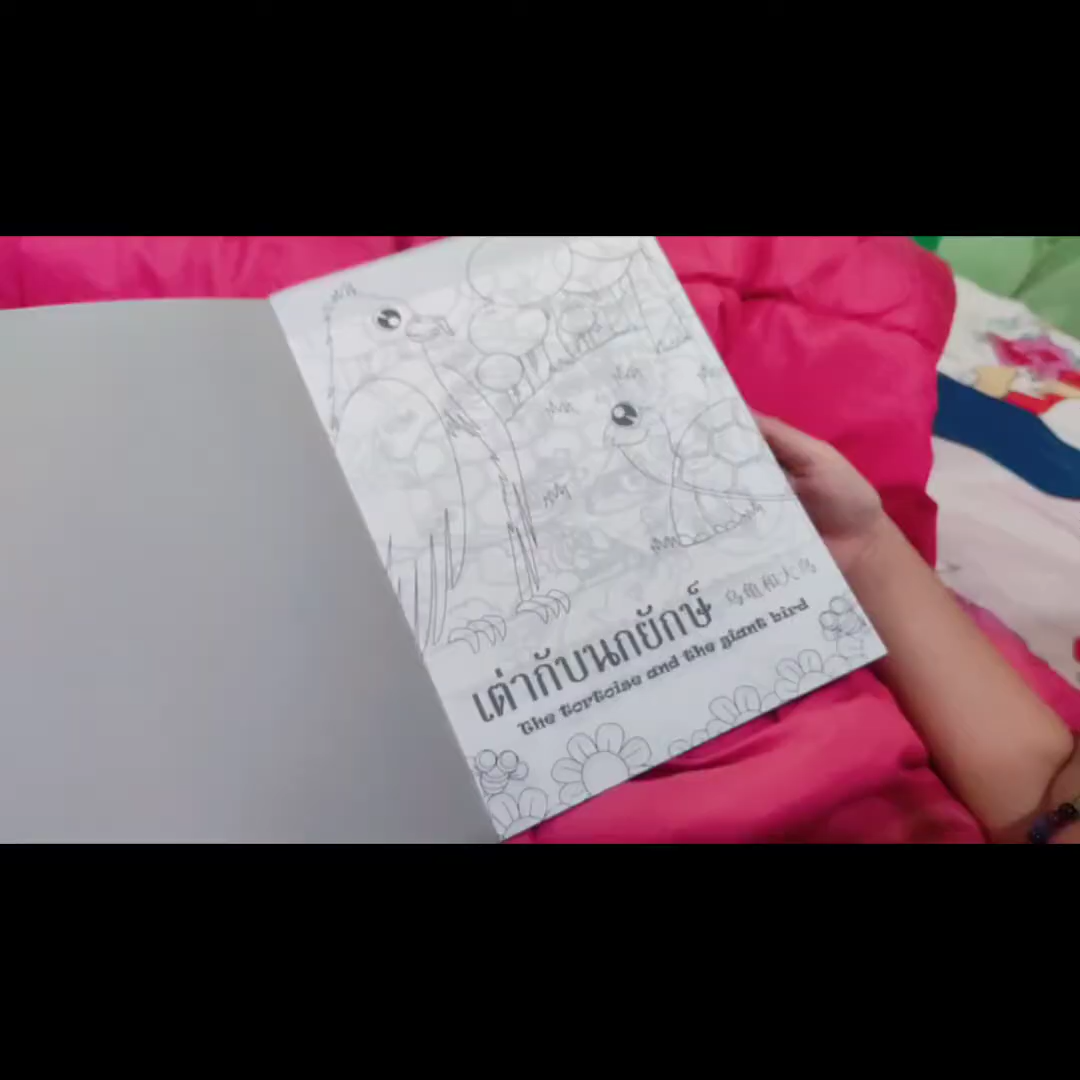 เต่ากับนกยักษ์ 乌龟和大鸟
The tortoise and the giant bird